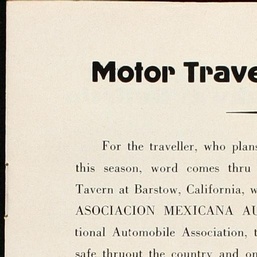 Motor Trave
For the traveller, who plans
this season, word comes thru
Tavern at Barstow, California, w
ASOCIACION MEXICANA AU
tional Automobile Association, t
safe thruout the country and on